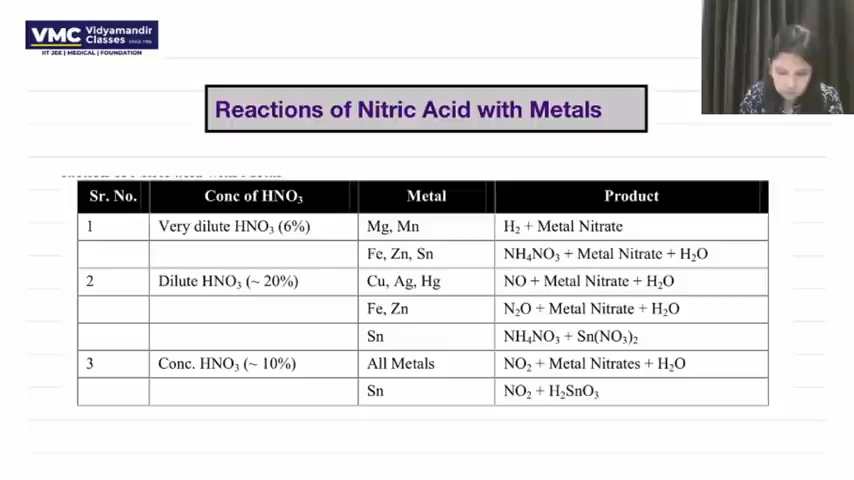 VMC Vidyamandir Classes SINCE 1986
IIT JEE | MEDICAL | FOUNDATION
Reactions of Nitric Acid with Metals
Sr. No. Conc of HNO₃ Metal Product
1 Very dilute HNO₃ (6%) Mg, Mn H₂ + Metal Nitrate
Fe, Zn, Sn NH₄NO₃ + Metal Nitrate + H₂O
2 Dilute HNO₃ (~ 20%) Cu, Ag, Hg NO + Metal Nitrate + H₂O
Fe, Zn N₂O + Metal Nitrate + H₂O
Sn NH₄NO₃ + Sn(NO₃)₂
3 Conc. HNO₃ (~ 10%) All Metals NO₂ + Metal Nitrates + H₂O
Sn NO₂ + H₂SnO₃